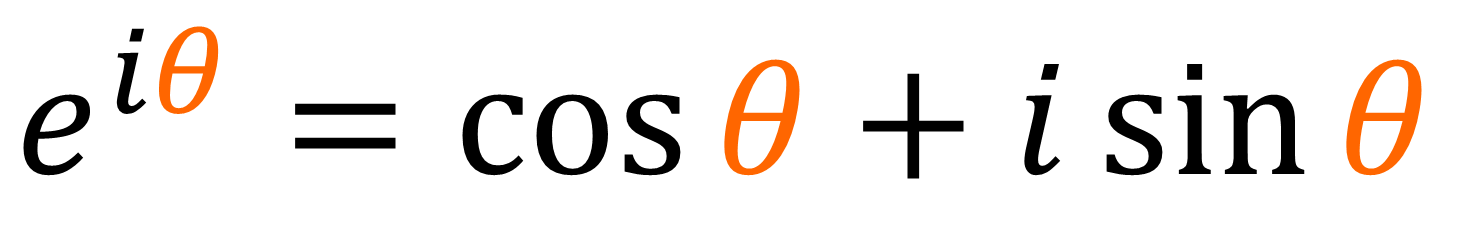 e^{iθ} = cos θ + i sin θ